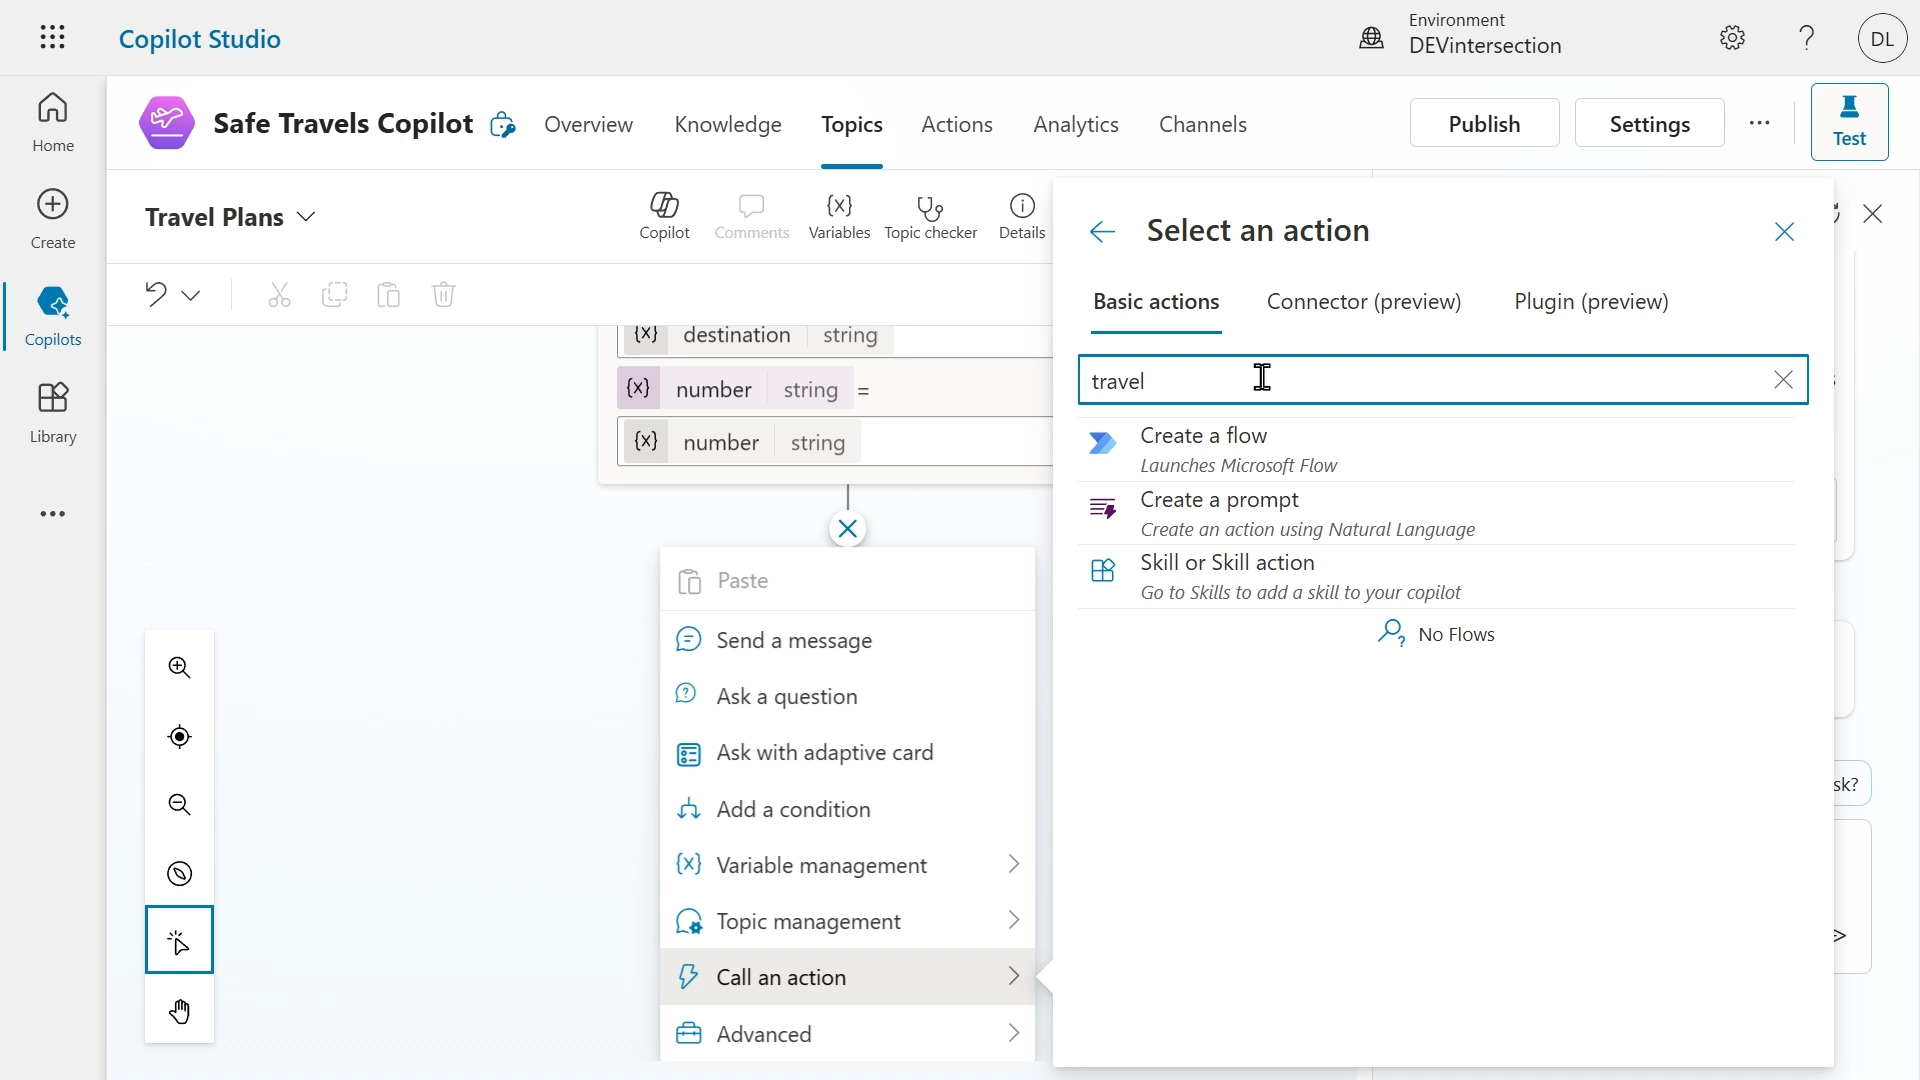 Copilot Studio
Environment
DEVintersection
DL
Home
Create
Copilots
Library
Safe Travels Copilot
Overview
Knowledge
Topics
Actions
Analytics
Channels
Publish
Settings
Test
Travel Plans
Copilot
Comments
Variables
Topic checker
Details
{x} destination string
{x} number string =
{x} number string
Paste
Send a message
Ask a question
Ask with adaptive card
Add a condition
{x} Variable management
Topic management
Call an action
Advanced
Select an action
Basic actions
Connector (preview)
Plugin (preview)
travel
Create a flow
Launches Microsoft Flow
Create a prompt
Create an action using Natural Language
Skill or Skill action
Go to Skills to add a skill to your copilot
No Flows
sk?